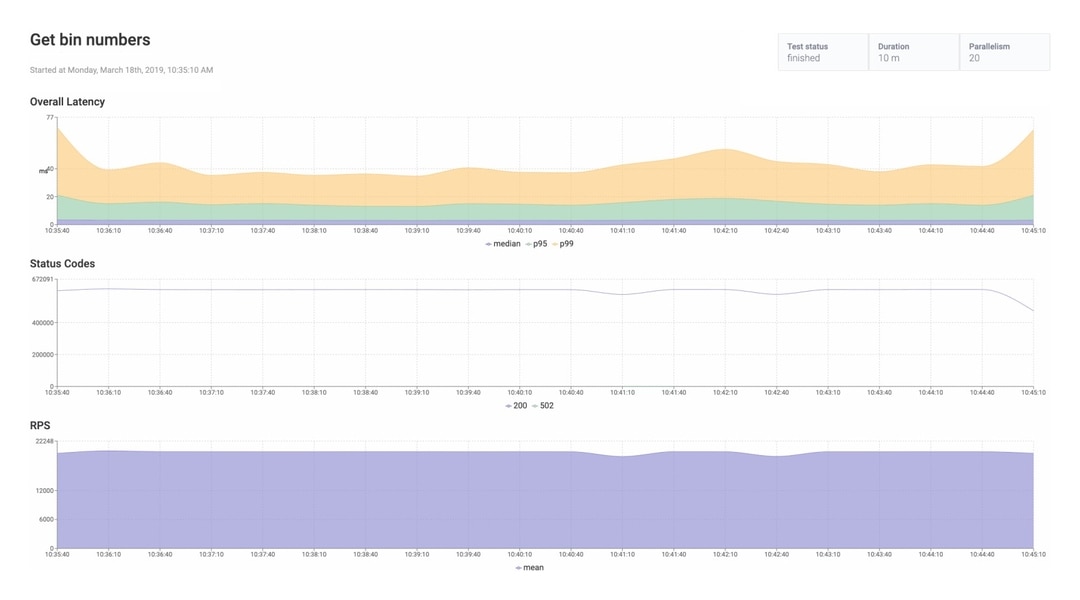 Get bin numbers
Test status Duration Parallelism
finished 10 m 20
Started at Monday, March 18th, 2019, 10:35:10 AM
Overall Latency
77
ms
40
20
0
10:35:40 10:36:10 10:36:40 10:37:10 10:37:40 10:38:10 10:38:40 10:39:10 10:39:40 10:40:10 10:40:40 10:41:10 10:41:40 10:42:10 10:42:40 10:43:10 10:43:40 10:44:10 10:44:40 10:45:10
median p95 p99
Status Codes
672091
400000
200000
0
10:35:40 10:36:10 10:36:40 10:37:10 10:37:40 10:38:10 10:38:40 10:39:10 10:39:40 10:40:10 10:40:40 10:41:10 10:41:40 10:42:10 10:42:40 10:43:10 10:43:40 10:44:10 10:44:40 10:45:10
200 502
RPS
22248
12000
6000
0
10:35:40 10:36:10 10:36:40 10:37:10 10:37:40 10:38:10 10:38:40 10:39:10 10:39:40 10:40:10 10:40:40 10:41:10 10:41:40 10:42:10 10:42:40 10:43:10 10:43:40 10:44:10 10:44:40 10:45:10
mean